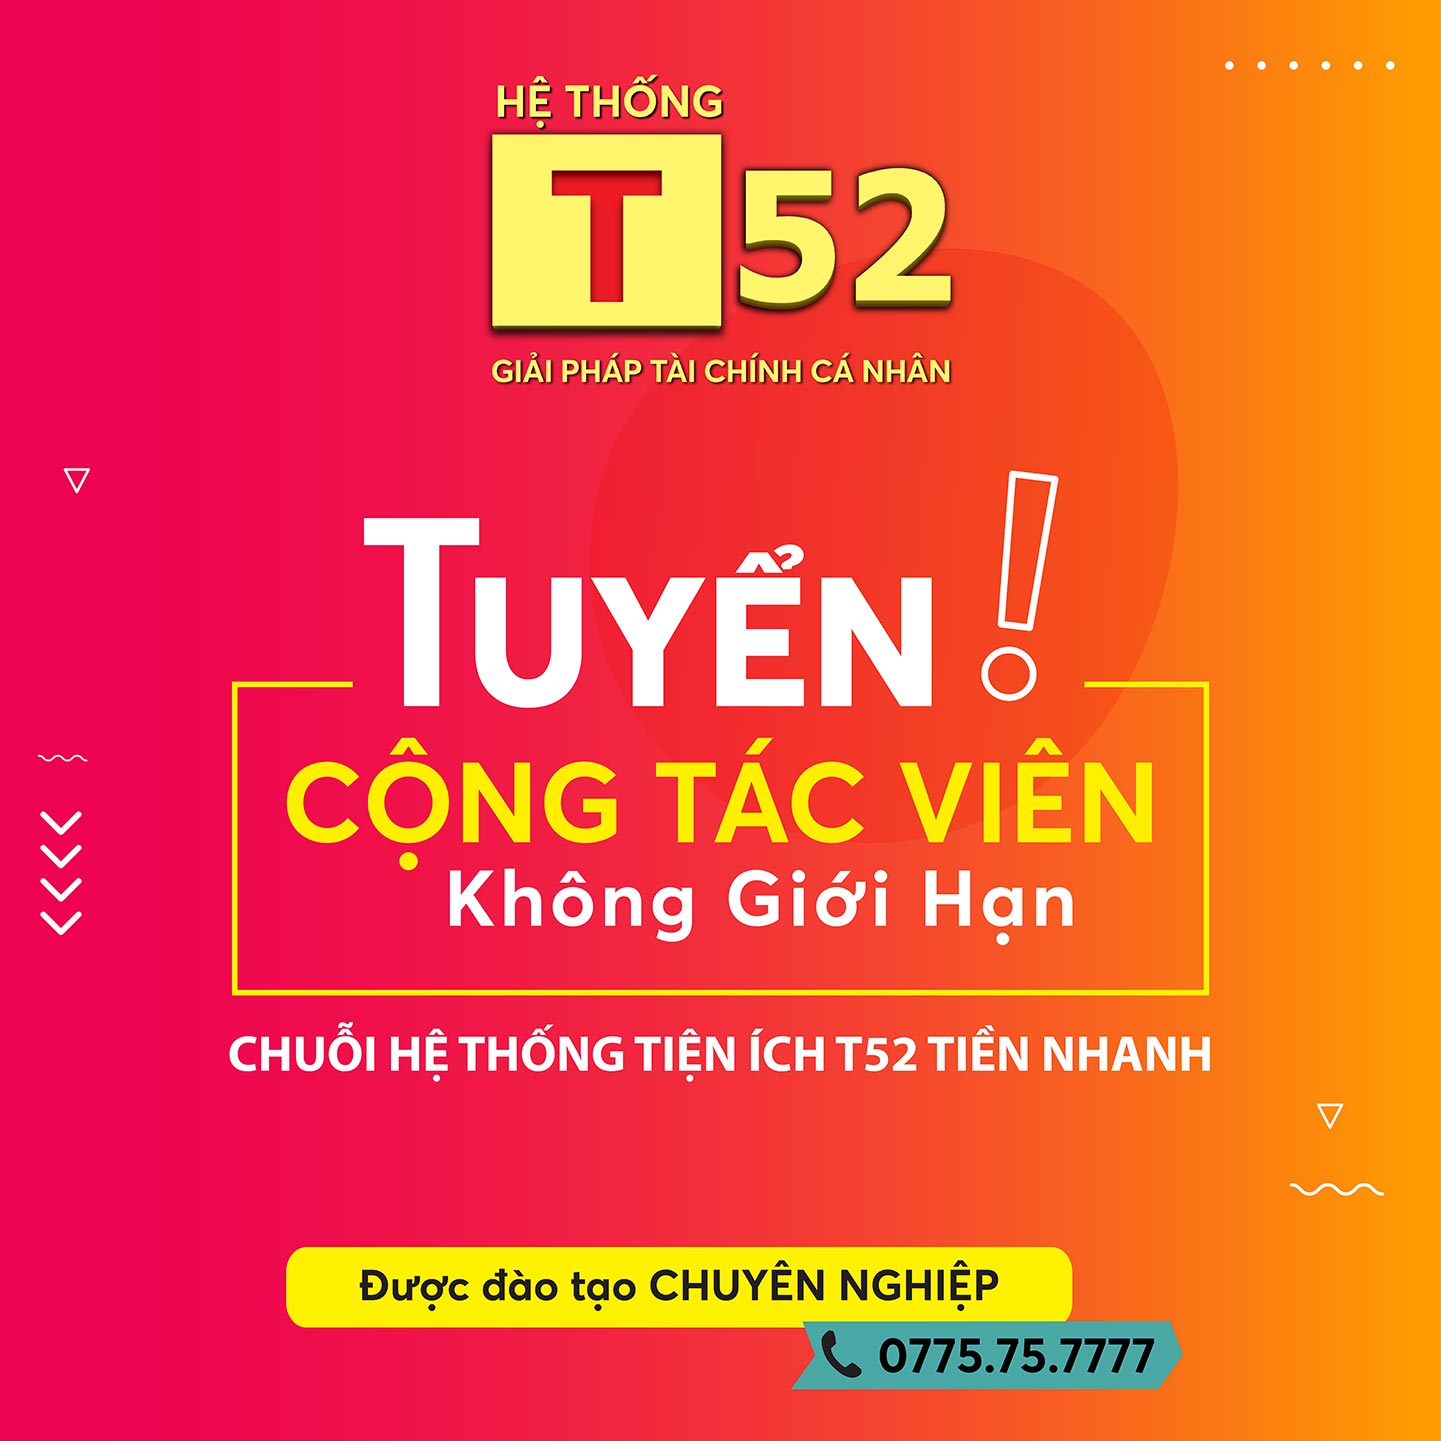 HỆ THỐNG
T52
GIẢI PHÁP TÀI CHÍNH CÁ NHÂN
TUYỂN!
CỘNG TÁC VIÊN
Không Giới Hạn
CHUỖI HỆ THỐNG TIỆN ÍCH T52 TIỀN NHANH
Được đào tạo CHUYÊN NGHIỆP
0775.75.7777